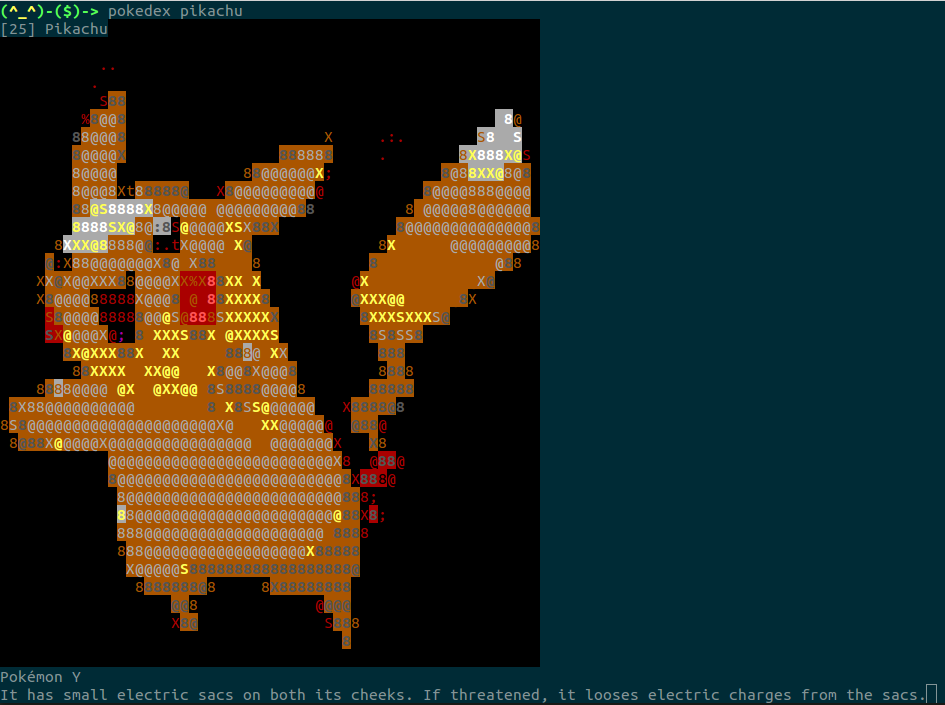 (^_^)-($)-> pokedex pikachu
[25] Pikachu
Pokémon Y
It has small electric sacs on both its cheeks. If threatened, it looses electric charges from the sacs.